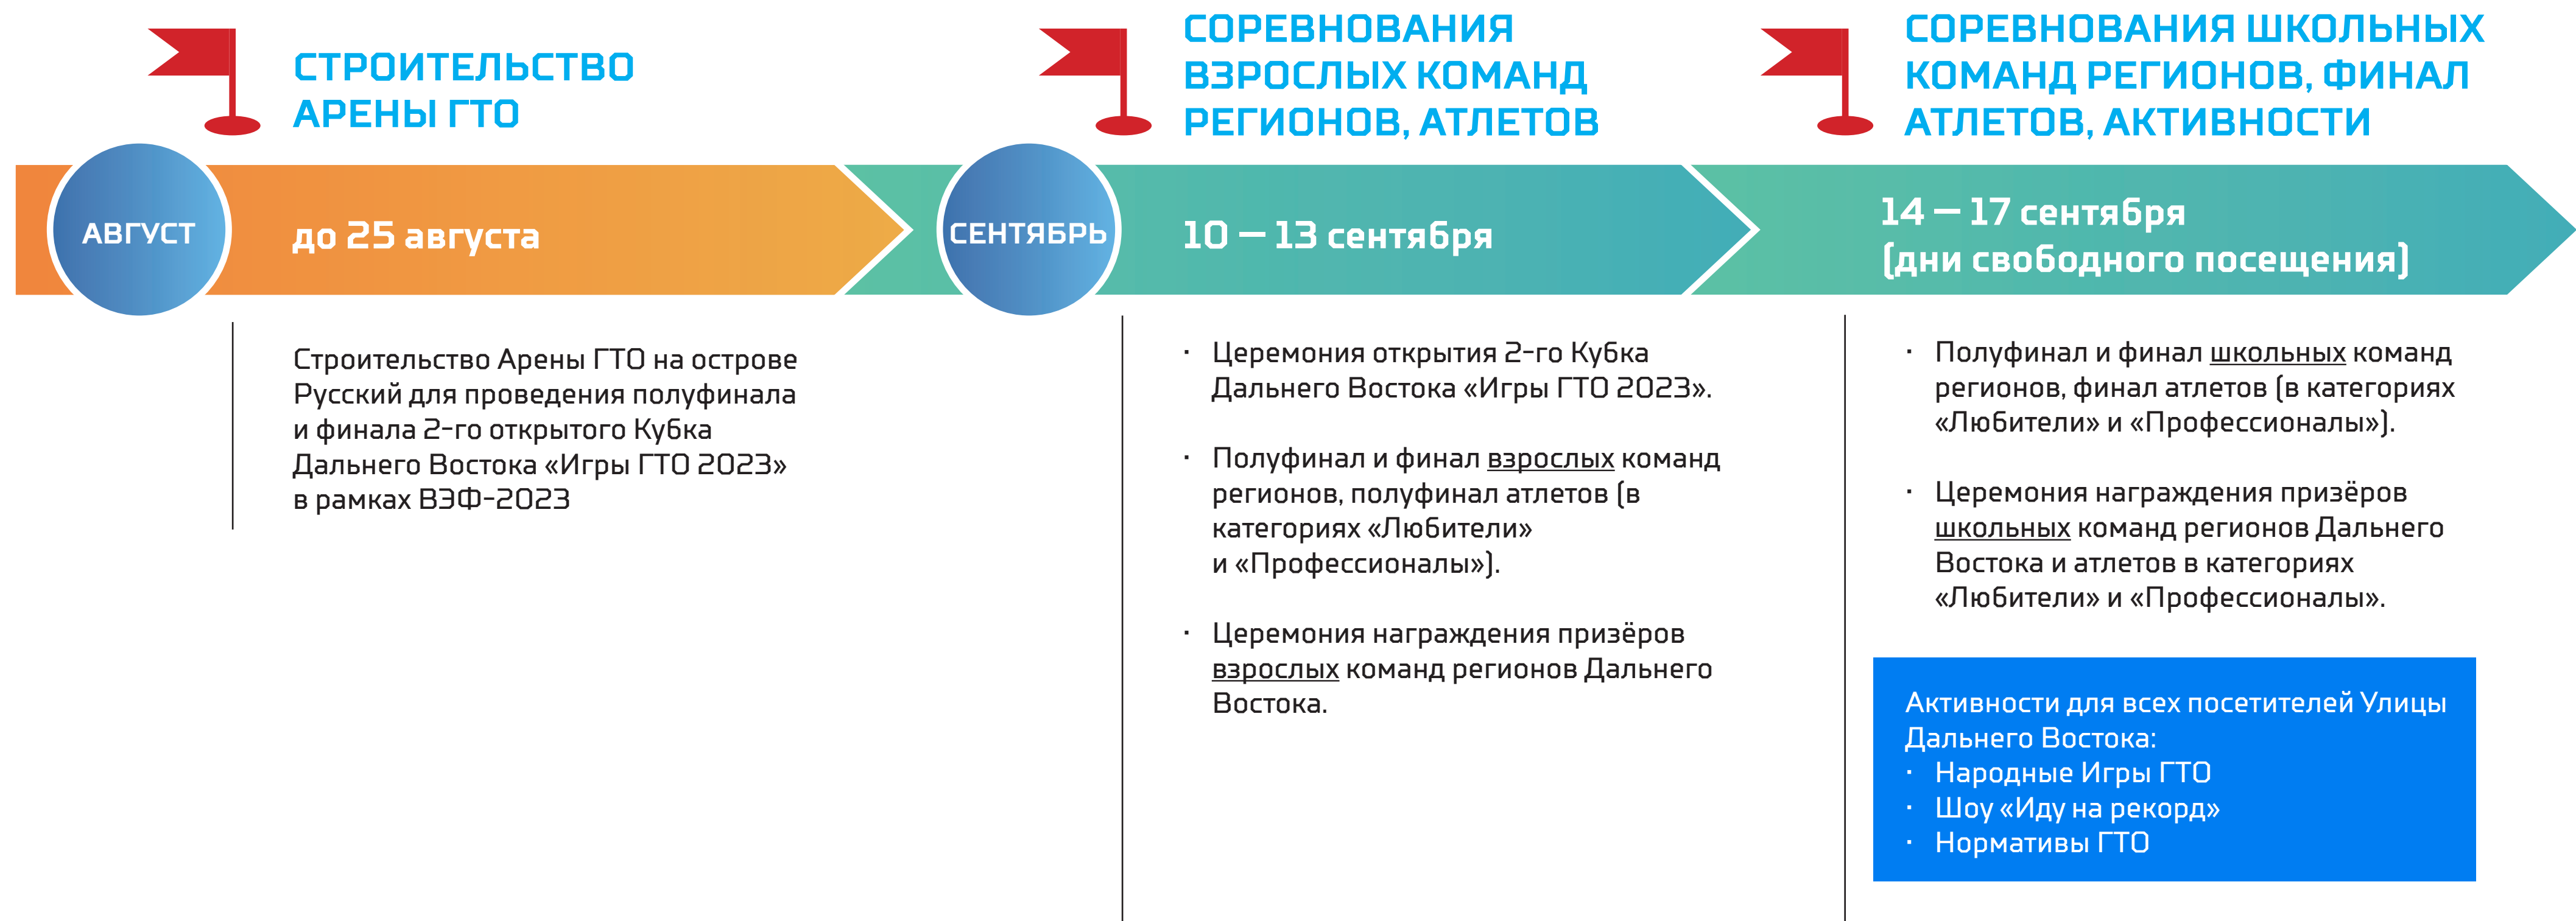 СТРОИТЕЛЬСТВО
АРЕНЫ ГТО
АВГУСТ
до 25 августа
Строительство Арены ГТО на острове
Русский для проведения полуфинала
и финала 2-го открытого Кубка
Дальнего Востока «Игры ГТО 2023»
в рамках ВЭФ-2023
СОРЕВНОВАНИЯ
ВЗРОСЛЫХ КОМАНД
РЕГИОНОВ, АТЛЕТОВ
СЕНТЯБРЬ
10 – 13 сентября
· Церемония открытия 2-го Кубка
Дальнего Востока «Игры ГТО 2023».
· Полуфинал и финал взрослых команд
регионов, полуфинал атлетов (в
категориях «Любители»
и «Профессионалы»).
· Церемония награждения призёров
взрослых команд регионов Дальнего
Востока.
СОРЕВНОВАНИЯ ШКОЛЬНЫХ
КОМАНД РЕГИОНОВ, ФИНАЛ
АТЛЕТОВ, АКТИВНОСТИ
14 – 17 сентября
(дни свободного посещения)
· Полуфинал и финал школьных команд
регионов, финал атлетов (в категориях
«Любители» и «Профессионалы»).
· Церемония награждения призёров
школьных команд регионов Дальнего
Востока и атлетов в категориях
«Любители» и «Профессионалы».
Активности для всех посетителей Улицы
Дальнего Востока:
· Народные Игры ГТО
· Шоу «Иду на рекорд»
· Нормативы ГТО